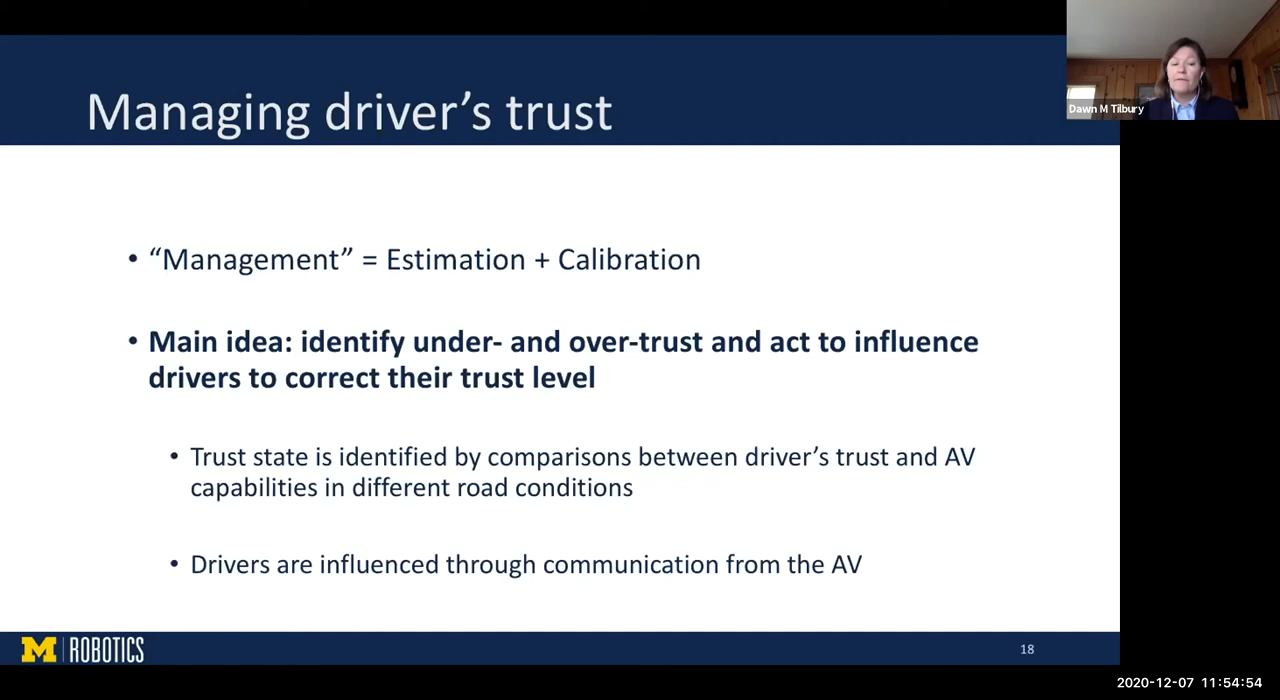 Managing driver’s trust
Dawn M Tilbury
• “Management” = Estimation + Calibration
• Main idea: identify under- and over-trust and act to influence
drivers to correct their trust level
• Trust state is identified by comparisons between driver’s trust and AV
capabilities in different road conditions
• Drivers are influenced through communication from the AV
M ROBOTICS
18
2020-12-07 11:54:54